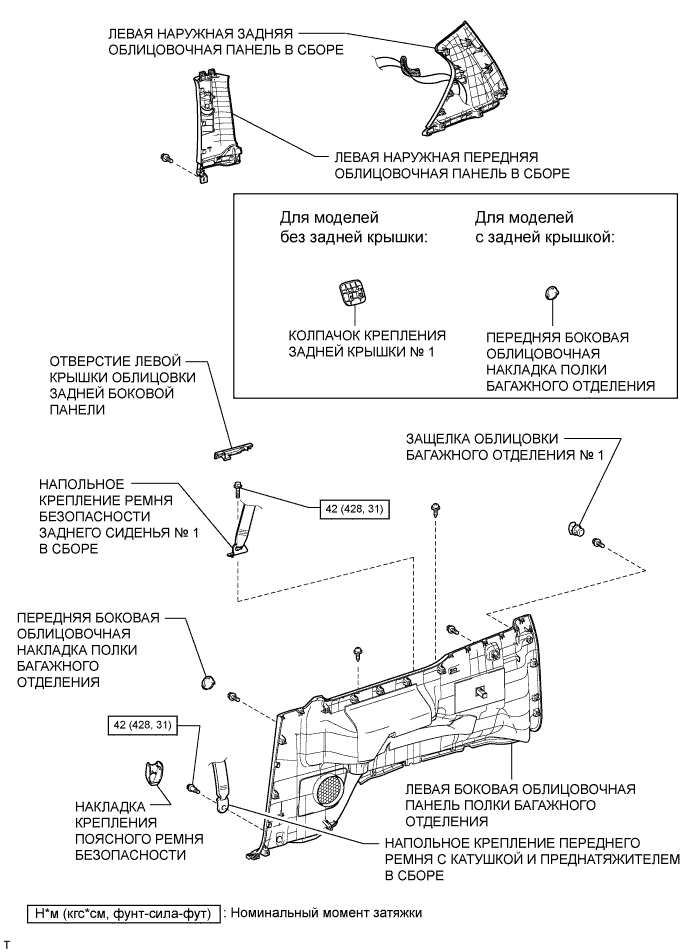 ЛЕВАЯ НАРУЖНАЯ ЗАДНЯЯ
ОБЛИЦОВОЧНАЯ ПАНЕЛЬ В СБОРЕ
ЛЕВАЯ НАРУЖНАЯ ПЕРЕДНЯЯ
ОБЛИЦОВОЧНАЯ ПАНЕЛЬ В СБОРЕ
Для моделей
без задней крышки:
Для моделей
с задней крышкой:
КОЛПАЧОК КРЕПЛЕНИЯ
ЗАДНЕЙ КРЫШКИ № 1
ПЕРЕДНЯЯ БОКОВАЯ
ОБЛИЦОВОЧНАЯ
НАКЛАДКА ПОЛКИ
БАГАЖНОГО ОТДЕЛЕНИЯ
ОТВЕРСТИЕ ЛЕВОЙ
КРЫШКИ ОБЛИЦОВКИ
ЗАДНЕЙ БОКОВОЙ
ПАНЕЛИ
ЗАЩЕЛКА ОБЛИЦОВКИ
БАГАЖНОГО ОТДЕЛЕНИЯ № 1
НАПОЛЬНОЕ
КРЕПЛЕНИЕ РЕМНЯ
БЕЗОПАСНОСТИ
ЗАДНЕГО СИДЕНЬЯ № 1
В СБОРЕ
42 (428, 31)
ПЕРЕДНЯЯ БОКОВАЯ
ОБЛИЦОВОЧНАЯ
НАКЛАДКА ПОЛКИ
БАГАЖНОГО
ОТДЕЛЕНИЯ
42 (428, 31)
НАКЛАДКА
КРЕПЛЕНИЯ
ПОЯСНОГО РЕМНЯ
БЕЗОПАСНОСТИ
ЛЕВАЯ БОКОВАЯ ОБЛИЦОВОЧНАЯ
ПАНЕЛЬ ПОЛКИ БАГАЖНОГО
ОТДЕЛЕНИЯ
НАПОЛЬНОЕ КРЕПЛЕНИЕ ПЕРЕДНЕГО
РЕМНЯ С КАТУШКОЙ И ПРЕДНАТЯЖИТЕЛЕМ
В СБОРЕ
Н*м (кгс*см, фунт-сила-фут) : Номинальный момент затяжки
T